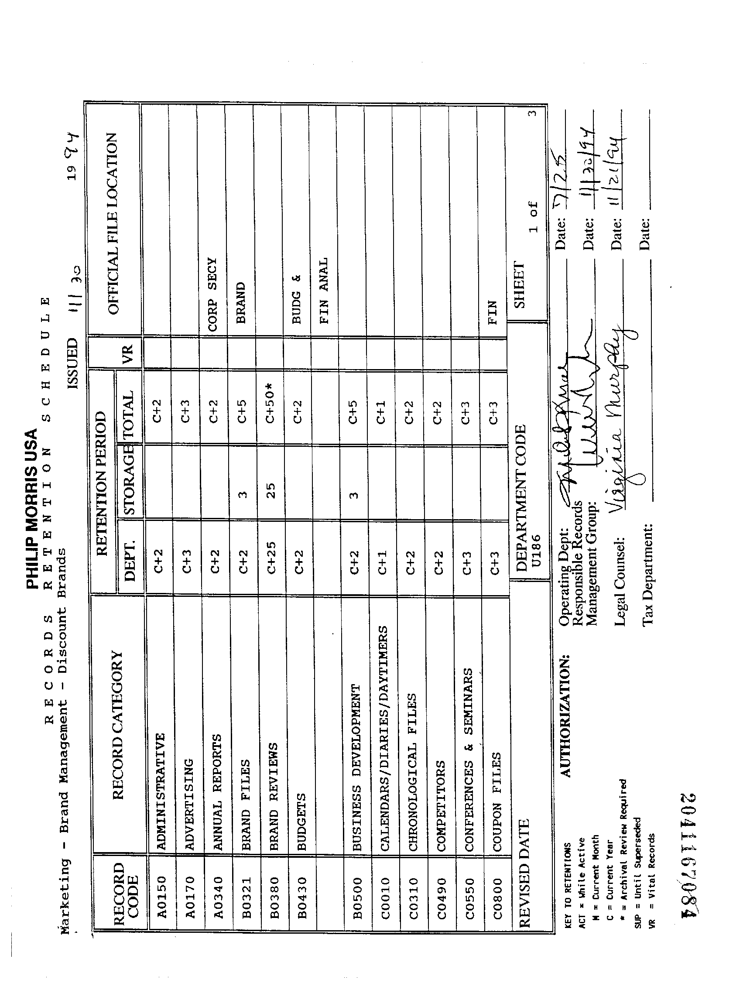 PHILIP MORRIS USA
RECORDS RETENTION SCHEDULE
Marketing - Brand Management - Discount Brands
ISSUED 11/30 1994
RECORD CODE RECORD CATEGORY RETENTION PERIOD VR OFFICIAL FILE LOCATION
DEPT. STORAGE TOTAL
A0150 ADMINISTRATIVE C+2 C+2
A0170 ADVERTISING C+3 C+3
A0340 ANNUAL REPORTS C+2 C+2 CORP SECY
B0321 BRAND FILES C+2 3 C+5 BRAND
B0380 BRAND REVIEWS C+25 25 C+50*
B0430 BUDGETS C+2 C+2 BUDG &
FIN ANAL
B0500 BUSINESS DEVELOPMENT C+2 3 C+5
C0010 CALENDARS/DIARIES/DAYTIMERS C+1 C+1
C0310 CHRONOLOGICAL FILES C+2 C+2
C0490 COMPETITORS C+2 C+2
C0550 CONFERENCES & SEMINARS C+3 C+3
C0800 COUPON FILES C+3 C+3 FIN
REVISED DATE DEPARTMENT CODE SHEET
U186 1 of 3
KEY TO RETENTIONS
ACT = While Active
M = Current Month
C = Current Year
* = Archival Review Required
SUP = Until Superseded
VR = Vital Records
AUTHORIZATION:
Operating Dept: Date: 7/25
Responsible Records
Management Group: Date: 11/30/94
Legal Counsel: Virginia Murphy Date: 11/21/94
Tax Department: Date:
2041167084